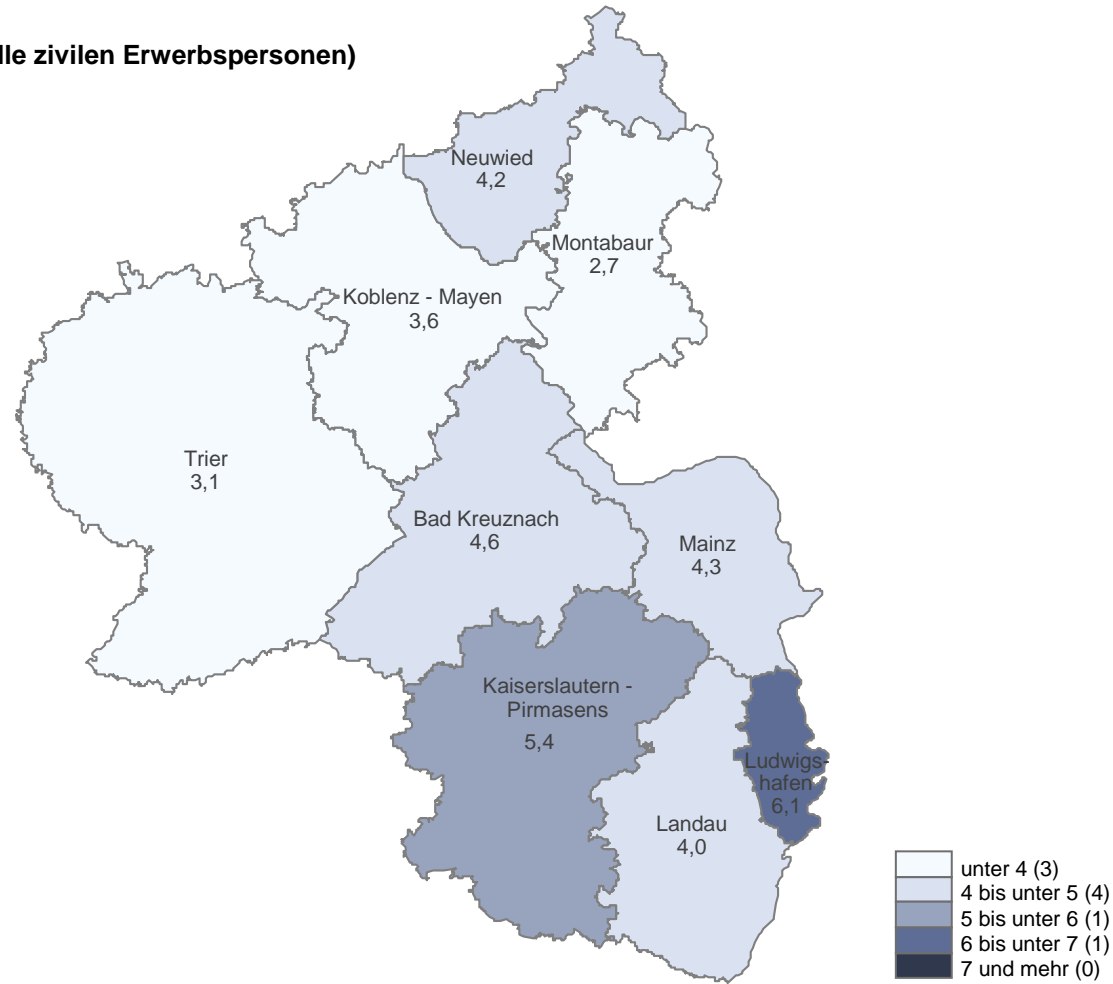 lle zivilen Erwerbspersonen)
Neuwied
4,2
Montabaur
2,7
Koblenz - Mayen
3,6
Trier
3,1
Bad Kreuznach
4,6
Mainz
4,3
Kaiserslautern -
Pirmasens
5,4
Ludwigs-
hafen
6,1
Landau
4,0
unter 4 (3)
4 bis unter 5 (4)
5 bis unter 6 (1)
6 bis unter 7 (1)
7 und mehr (0)